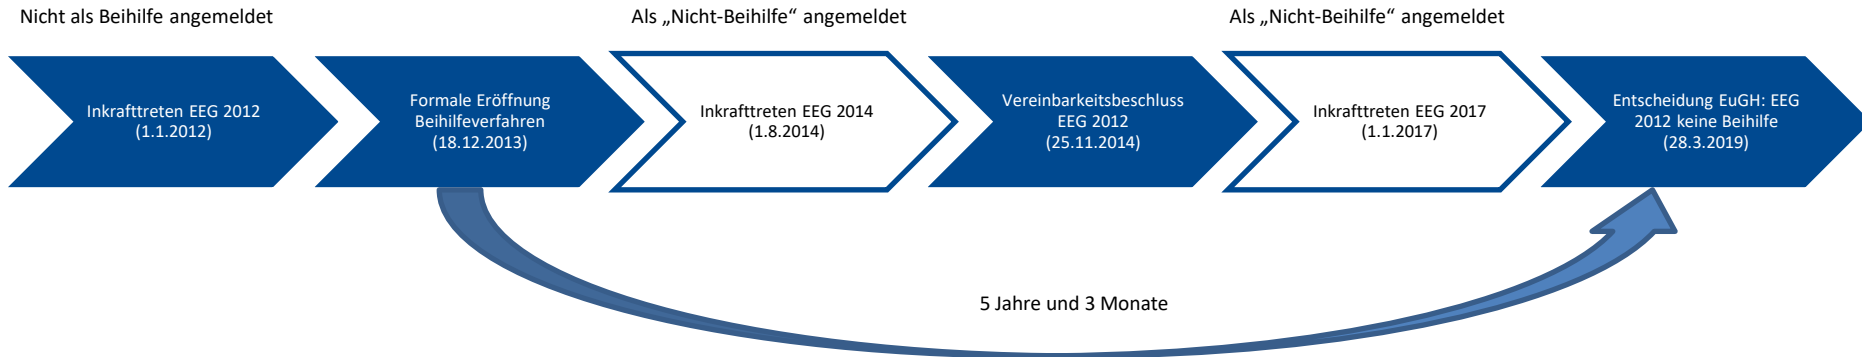 Nicht als Beihilfe angemeldet
Als „Nicht-Beihilfe“ angemeldet
Als „Nicht-Beihilfe“ angemeldet
Inkrafttreten EEG 2012
(1.1.2012)
Formale Eröffnung
Beihilfeverfahren
(18.12.2013)
Inkrafttreten EEG 2014
(1.8.2014)
Vereinbarkeitsbeschluss
EEG 2012
(25.11.2014)
Inkrafttreten EEG 2017
(1.1.2017)
Entscheidung EuGH: EEG
2012 keine Beihilfe
(28.3.2019)
5 Jahre und 3 Monate